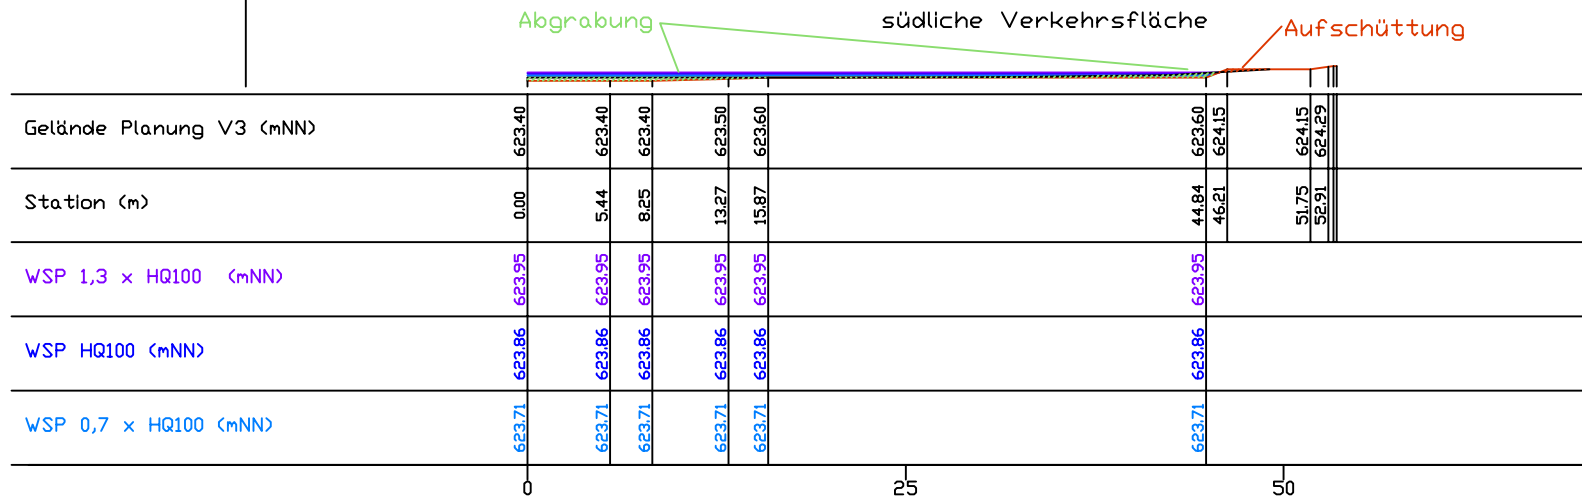 Abgrabung
südliche Verkehrsfläche
Aufschüttung
Gelände Planung V3 (mNN) 623.40 623.40 623.40 623.50 623.60 623.60 624.15 624.15 624.29
Station (m) 0.00 5.44 8.25 13.27 15.87 44.84 46.21 51.75 52.91
WSP 1,3 x HQ100 (mNN) 623.95 623.95 623.95 623.95 623.95 623.95
WSP HQ100 (mNN) 623.86 623.86 623.86 623.86 623.86 623.86
WSP 0,7 x HQ100 (mNN) 623.71 623.71 623.71 623.71 623.71 623.71
0 25 50